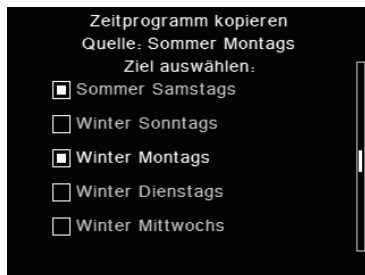 Zeitprogramm kopieren
Quelle: Sommer Montags
Ziel auswählen:
Sommer Samstags
Winter Sonntags
Winter Montags
Winter Dienstags
Winter Mittwochs